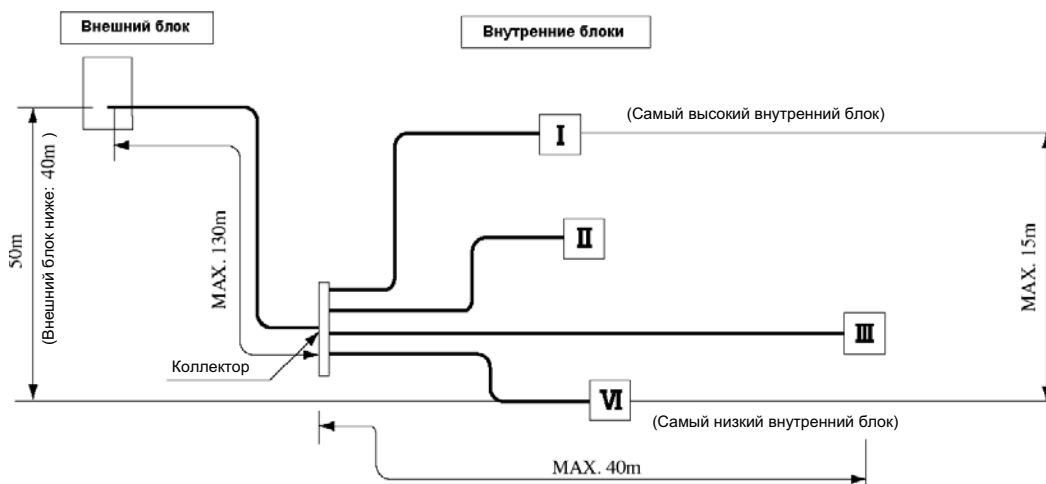 Внешний блок
Внутренние блоки
(Самый высокий внутренний блок)
I
II
III
VI
50m
(Внешний блок ниже: 40m )
MAX. 130m
MAX. 15m
Коллектор
(Самый низкий внутренний блок)
MAX. 40m